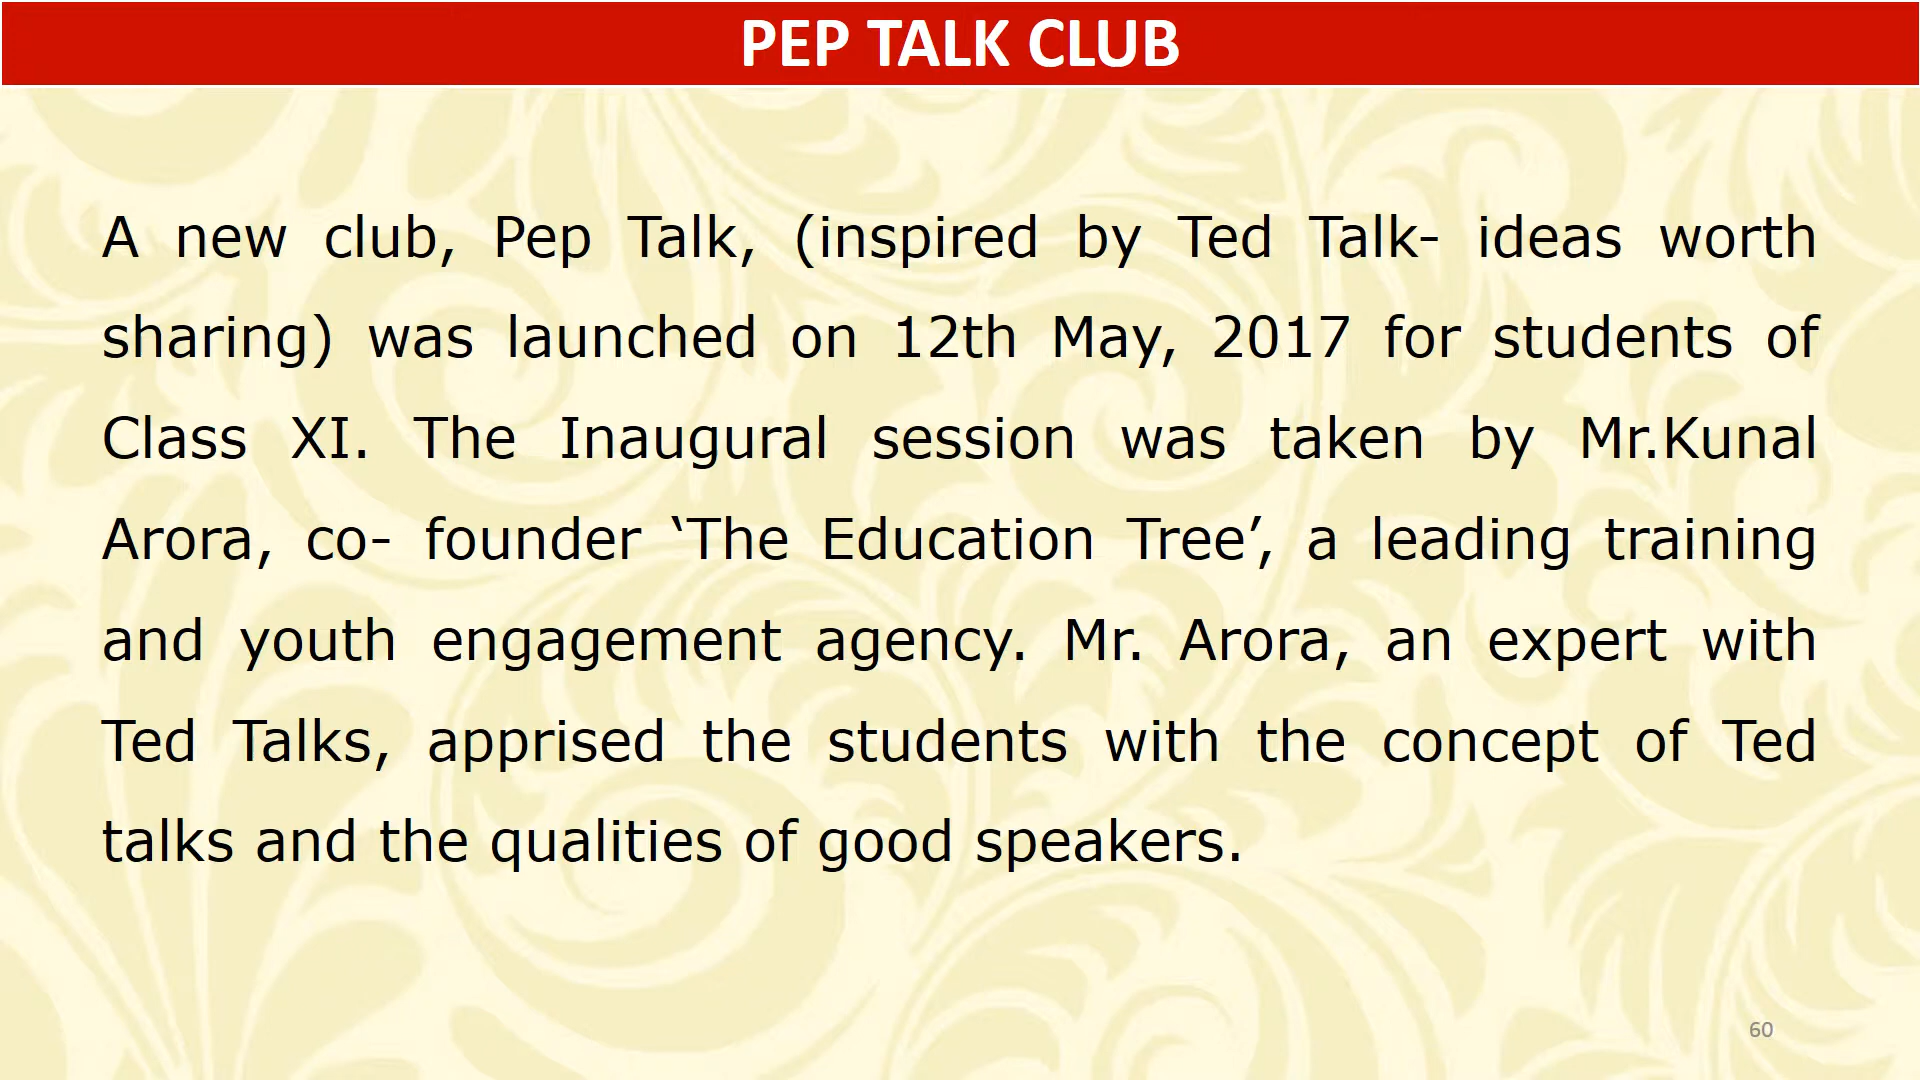 PEP TALK CLUB
A new club, Pep Talk, (inspired by Ted Talk- ideas worth
sharing) was launched on 12th May, 2017 for students of
Class XI. The Inaugural session was taken by Mr.Kunal
Arora, co- founder ‘The Education Tree’, a leading training
and youth engagement agency. Mr. Arora, an expert with
Ted Talks, apprised the students with the concept of Ted
talks and the qualities of good speakers.
60